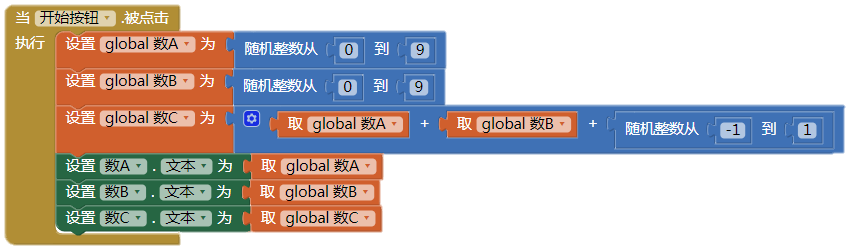 当 开始按钮 .被点击
执行 设置 global 数A 为 随机整数从 0 到 9
设置 global 数B 为 随机整数从 0 到 9
设置 global 数C 为 取 global 数A + 取 global 数B + 随机整数从 -1 到 1
设置 数A . 文本 为 取 global 数A
设置 数B . 文本 为 取 global 数B
设置 数C . 文本 为 取 global 数C